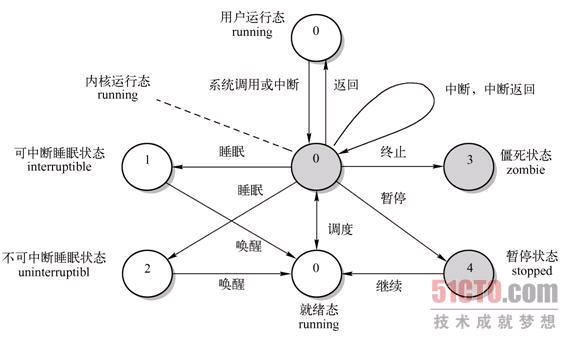 用户运行态
running
0
内核运行态
running
系统调用或中断
返回
中断，中断返回
可中断睡眠状态
interruptible
1
睡眠
0
终止
3
僵死状态
zombie
睡眠
暂停
唤醒
调度
不可中断睡眠状态
uninterruptibl
2
唤醒
0
继续
4
暂停状态
stopped
就绪态
running
51CTO.com
技术成就梦想